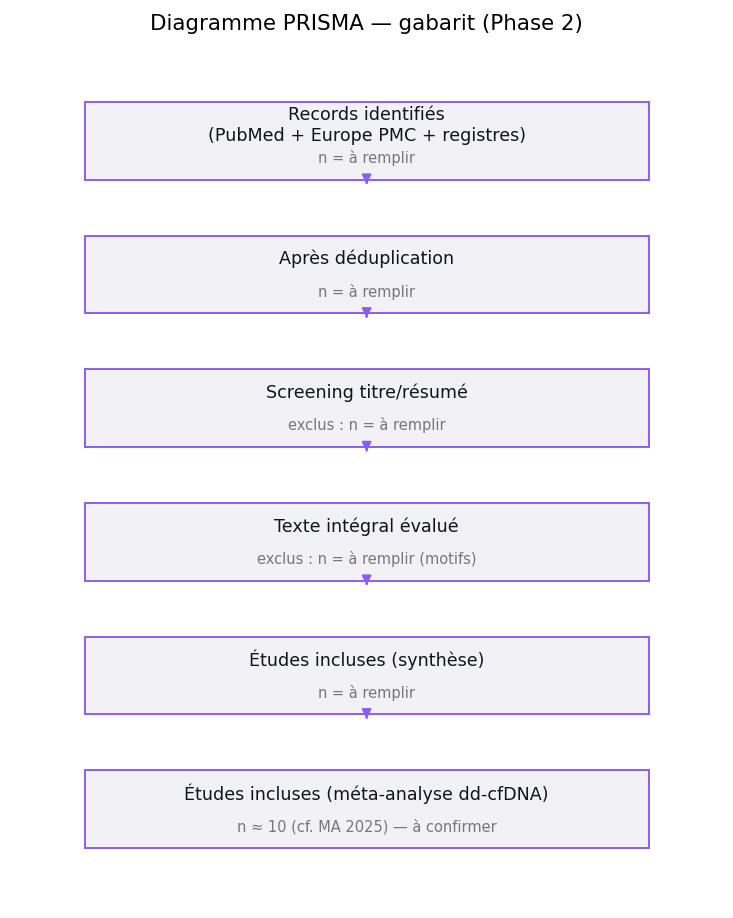 Diagramme PRISMA — gabarit (Phase 2)
Records identifiés
(PubMed + Europe PMC + registres)
n = à remplir
Après déduplication
n = à remplir
Screening titre/résumé
exclus : n = à remplir
Texte intégral évalué
exclus : n = à remplir (motifs)
Études incluses (synthèse)
n = à remplir
Études incluses (méta-analyse dd-cfDNA)
n ≈ 10 (cf. MA 2025) — à confirmer